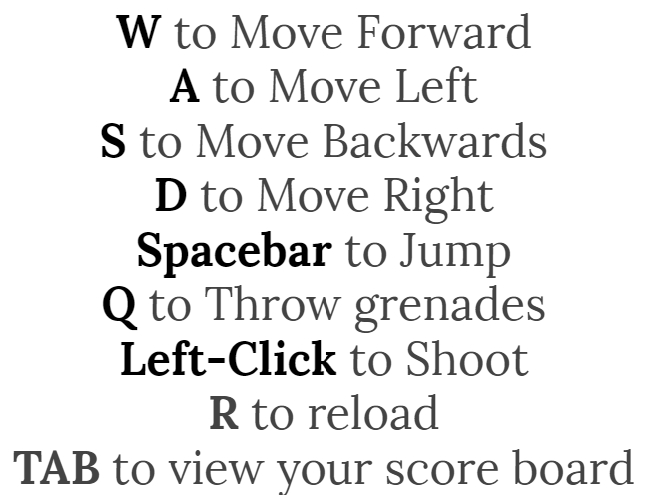 W to Move Forward
A to Move Left
S to Move Backwards
D to Move Right
Spacebar to Jump
Q to Throw grenades
Left-Click to Shoot
R to reload
TAB to view your score board